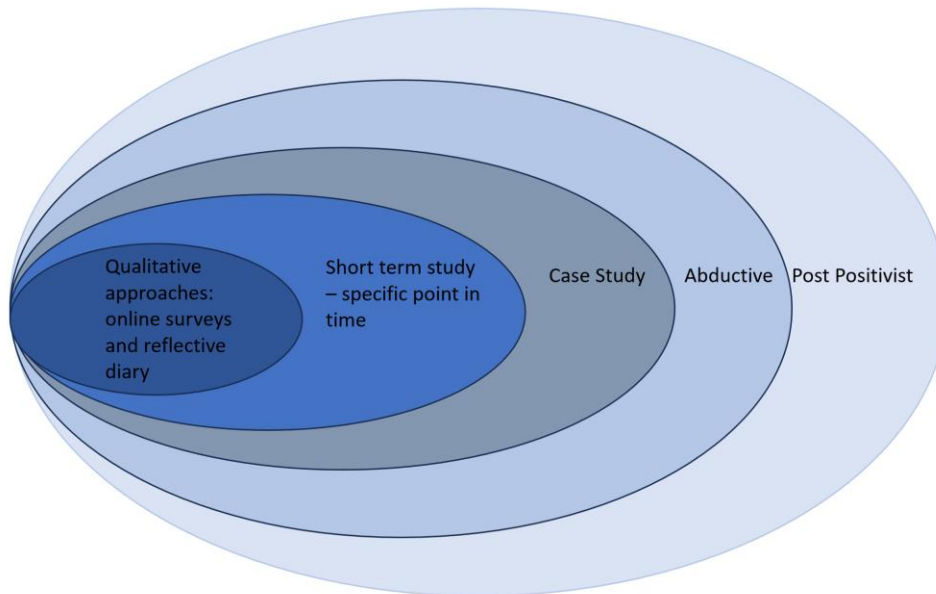 Qualitative
approaches:
online surveys
and reflective
diary
Short term study
– specific point in
time
Case Study
Abductive
Post Positivist